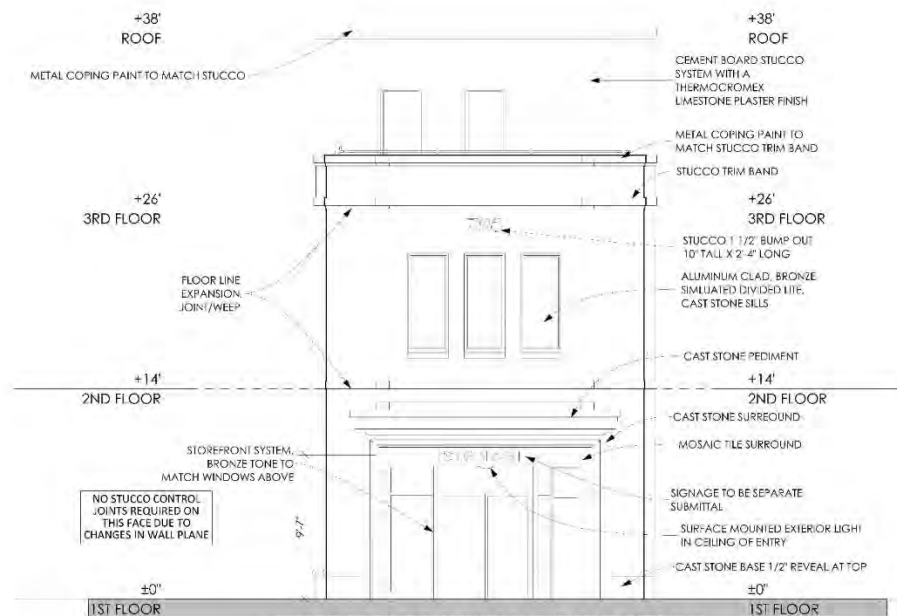 +38'
ROOF
+38'
ROOF
METAL COPING PAINT TO MATCH STUCCO
CEMENT BOARD STUCCO
SYSTEM WITH A
THERMOCROMEX
LIMESTONE PLASTER FINISH
METAL COPING PAINT TO
MATCH STUCCO TRIM BAND
STUCCO TRIM BAND
+26'
3RD FLOOR
+26'
3RD FLOOR
STUCCO 1 1/2" BUMP OUT
10" TALL X 2'-4" LONG
FLOOR LINE
EXPANSION
JOINT/WEEP
ALUMINUM CLAD, BRONZE
SIMLUATED DIVIDED LITE,
CAST STONE SILLS
CAST STONE PEDIMENT
+14'
2ND FLOOR
+14'
2ND FLOOR
CAST STONE SURREOUND
MOSAIC TILE SURROUND
STOREFRONT SYSTEM,
BRONZE TONE TO
MATCH WINDOWS ABOVE
SIGNAGE TO BE SEPARATE
SUBMITTAL
NO STUCCO CONTROL
JOINTS REQUIRED ON
THIS FACE DUE TO
CHANGES IN WALL PLANE
SURFACE MOUNTED EXTERIOR LIGHT
IN CEILING OF ENTRY
CAST STONE BASE 1/2" REVEAL AT TOP
±0"
1ST FLOOR
±0"
1ST FLOOR